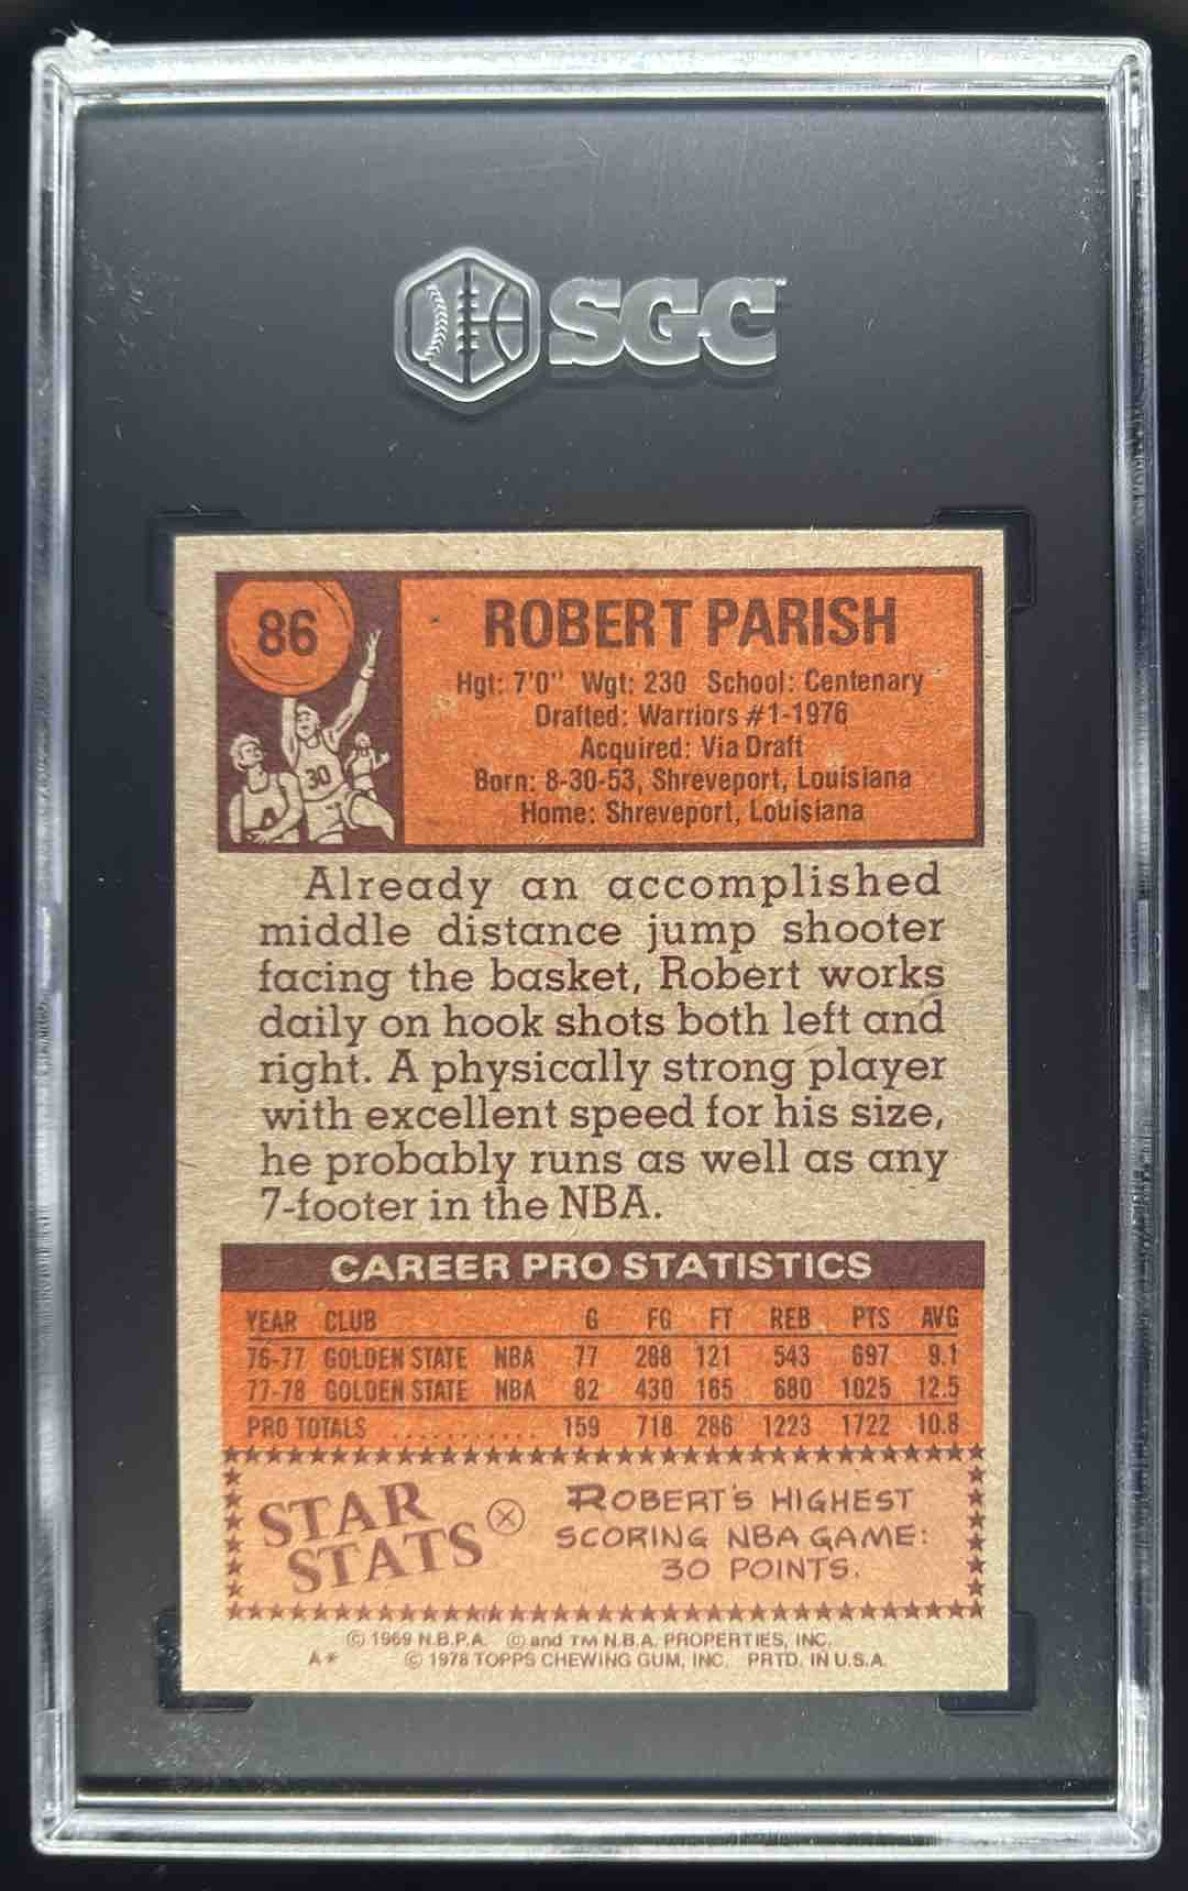 SGC
86
ROBERT PARISH
Hgt: 7'0" Wgt: 230 School: Centenary
Drafted: Warriors #1-1976
Acquired: Via Draft
Born: 8-30-53, Shreveport, Louisiana
Home: Shreveport, Louisiana
30
Already an accomplished
middle distance jump shooter
facing the basket, Robert works
daily on hook shots both left and
right. A physically strong player
with excellent speed for his size,
he probably runs as well as any
7-footer in the NBA.
CAREER PRO STATISTICS
YEAR CLUB G FG FT REB PTS AVG
76-77 GOLDEN STATE NBA 77 288 121 543 697 9.1
77-78 GOLDEN STATE NBA 82 430 165 680 1025 12.5
PRO TOTALS ........... 159 718 286 1223 1722 10.8
STAR
STATS
ROBERT'S HIGHEST
SCORING NBA GAME:
30 POINTS.
© 1969 N.B.P.A. © and TM N.B.A. PROPERTIES, INC.
A* © 1978 TOPPS CHEWING GUM, INC. PRTD. IN U.S.A.